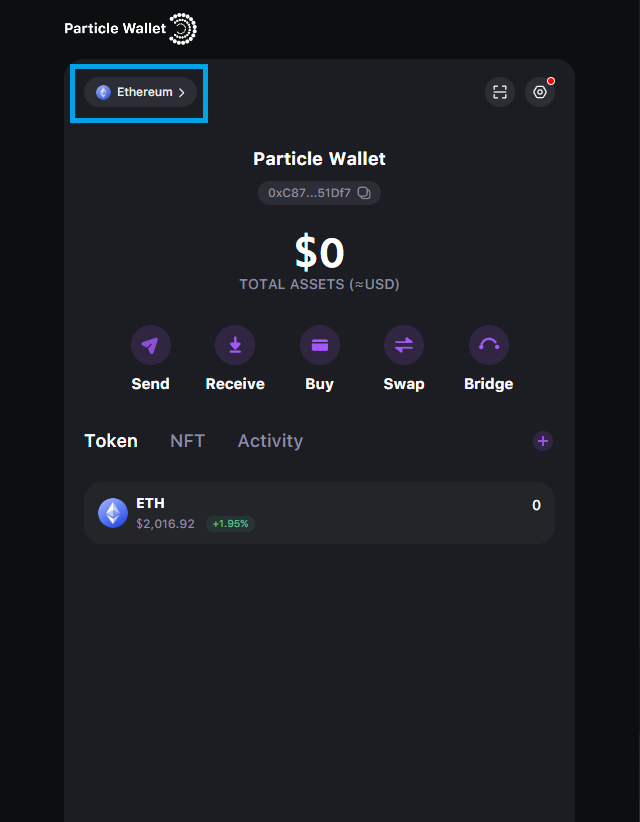 Particle Wallet
Ethereum
Particle Wallet
0xC87...51Df7
$0
TOTAL ASSETS (≈USD)
Send Receive Buy Swap Bridge
Token NFT Activity
ETH 0
$2,016.92 +1.95%